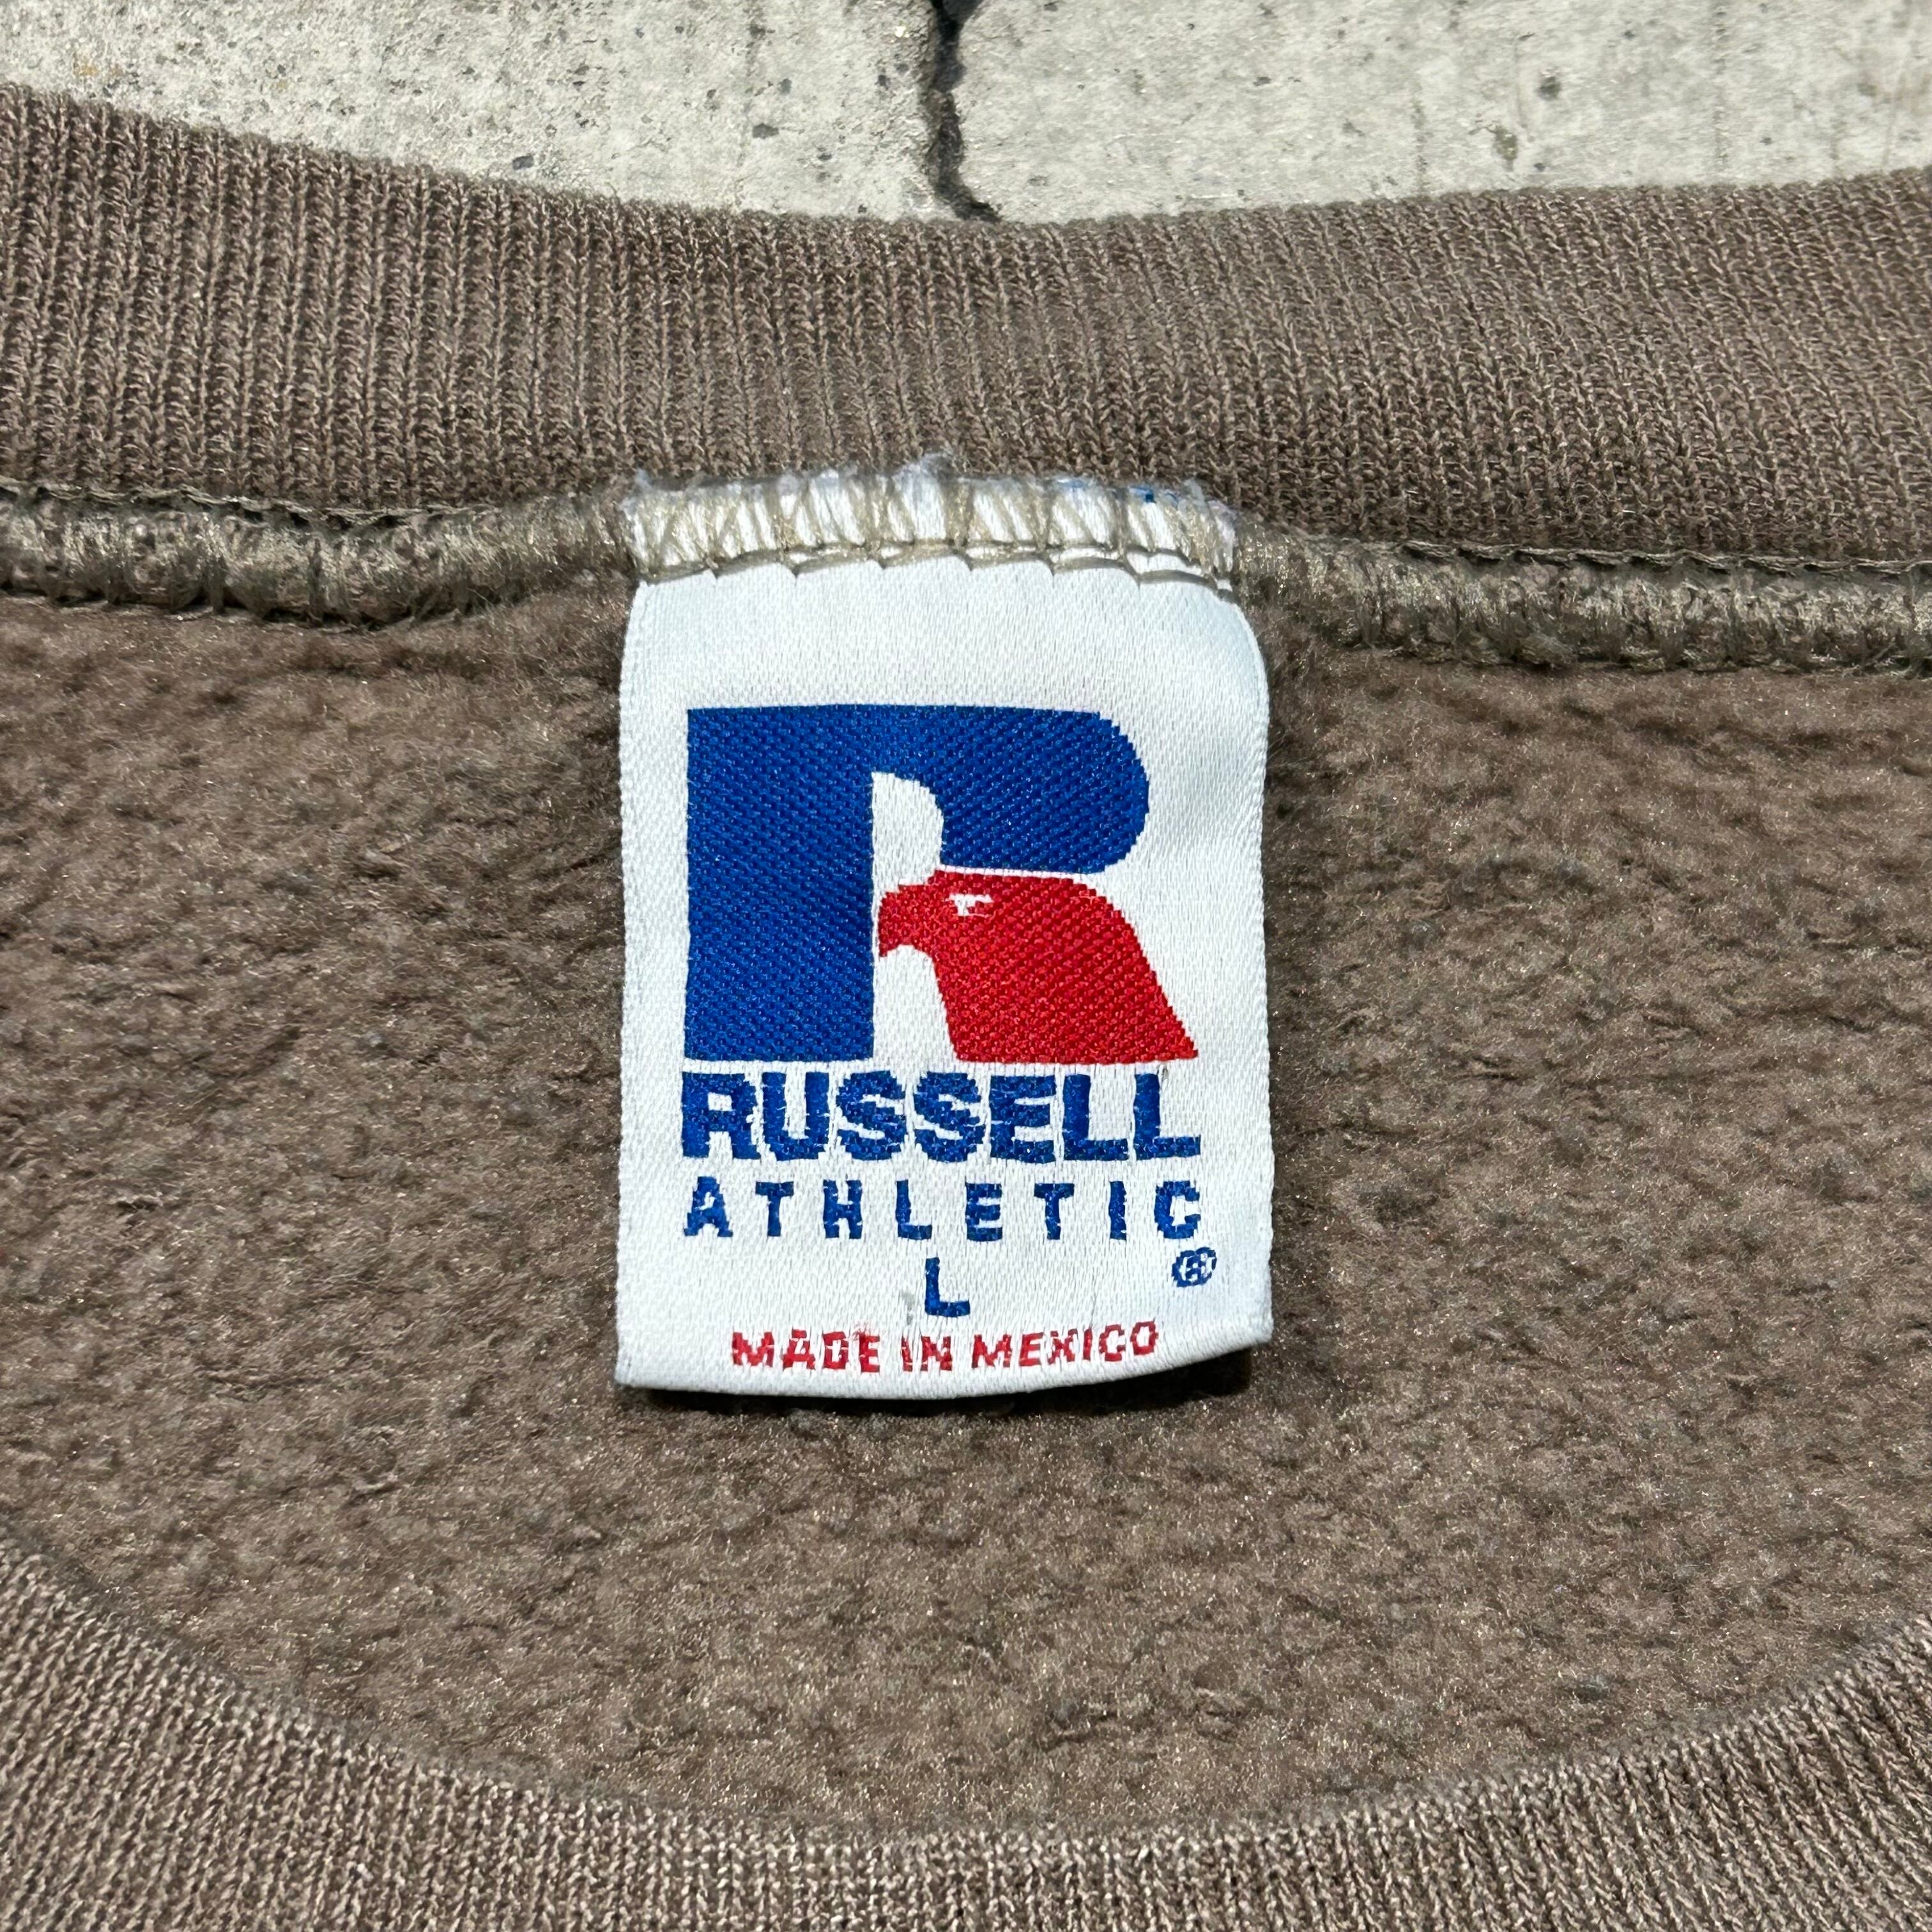 RUSSELL
ATHLETIC
®
L
MADE IN MEXICO